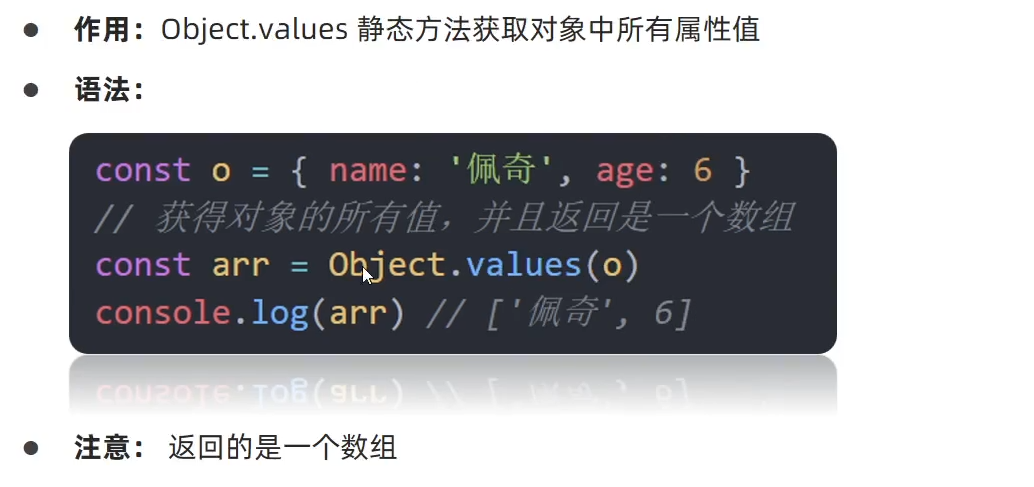 ● 作用：Object.values 静态方法获取对象中所有属性值
● 语法：
const o = { name: '佩奇', age: 6 }
// 获得对象的所有值，并且返回是一个数组
const arr = Object.values(o)
console.log(arr) // ['佩奇', 6]
● 注意： 返回的是一个数组